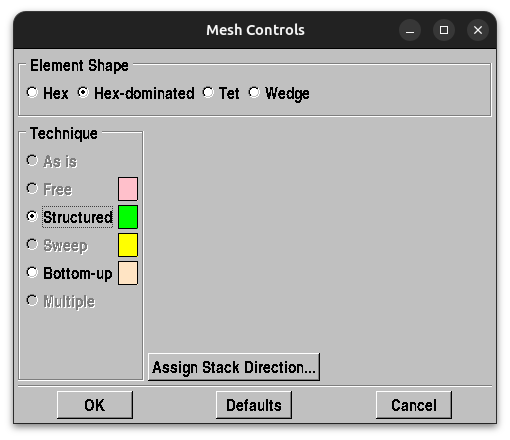 Mesh Controls
Element Shape
Hex Hex-dominated Tet Wedge
Technique
As is
Free
Structured
Sweep
Bottom-up
Multiple
Assign Stack Direction...
OK Defaults Cancel